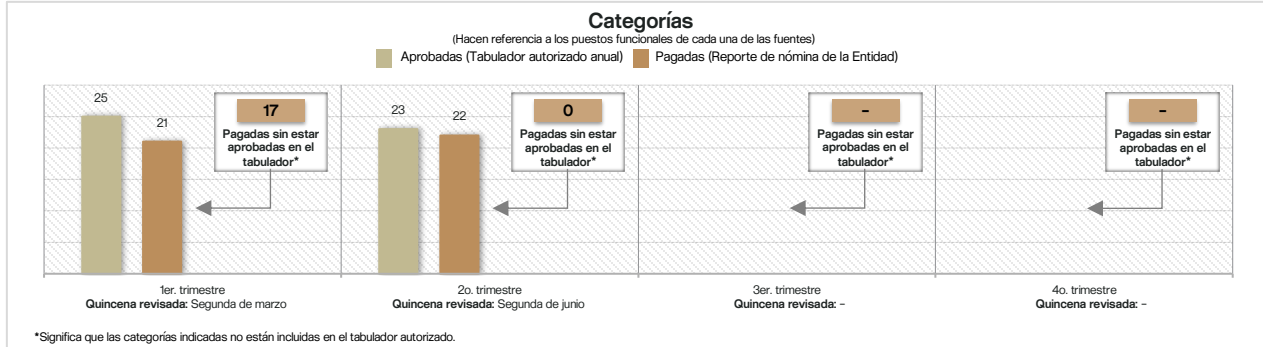 Categorías
(Hacen referencia a los puestos funcionales de cada una de las fuentes)
Aprobadas (Tabulador autorizado anual) Pagadas (Reporte de nómina de la Entidad)
25
21
17
Pagadas sin estar
aprobadas en el
tabulador*
23
22
0
Pagadas sin estar
aprobadas en el
tabulador*
-
Pagadas sin estar
aprobadas en el
tabulador*
-
Pagadas sin estar
aprobadas en el
tabulador*
1er. trimestre
Quincena revisada: Segunda de marzo
2o. trimestre
Quincena revisada: Segunda de junio
3er. trimestre
Quincena revisada: -
4o. trimestre
Quincena revisada: -
*Significa que las categorías indicadas no están incluidas en el tabulador autorizado.